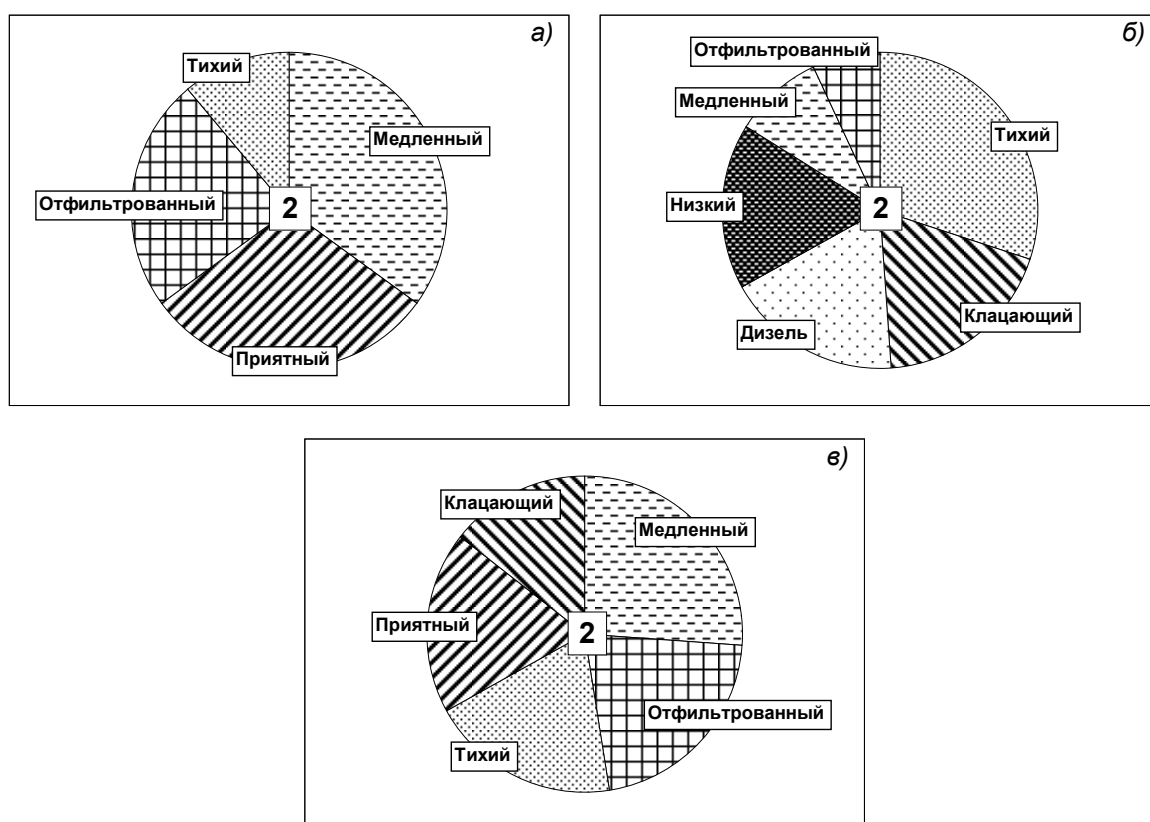 а)
Тихий
Медленный
Отфильтрованный
2
Приятный
б)
Отфильтрованный
Медленный
Тихий
Низкий
2
Клацающий
Дизель
в)
Клацающий
Медленный
Приятный
2
Отфильтрованный
Тихий